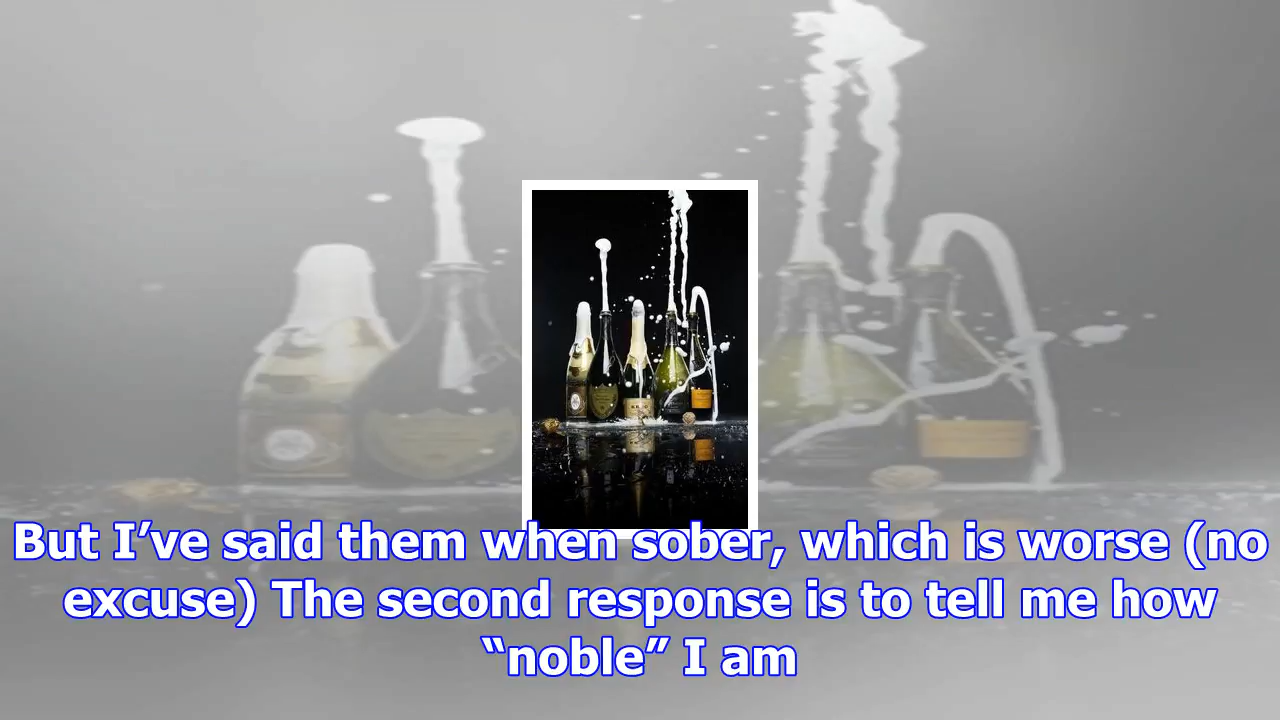 But I’ve said them when sober, which is worse (no
excuse) The second response is to tell me how
“noble” I am